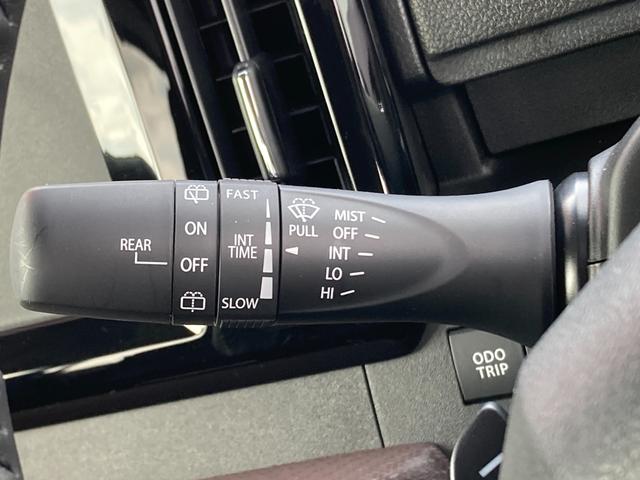 REAR
ON
OFF
FAST
INT
TIME
SLOW
PULL
MIST
OFF
INT
LO
HI
ODO
TRIP